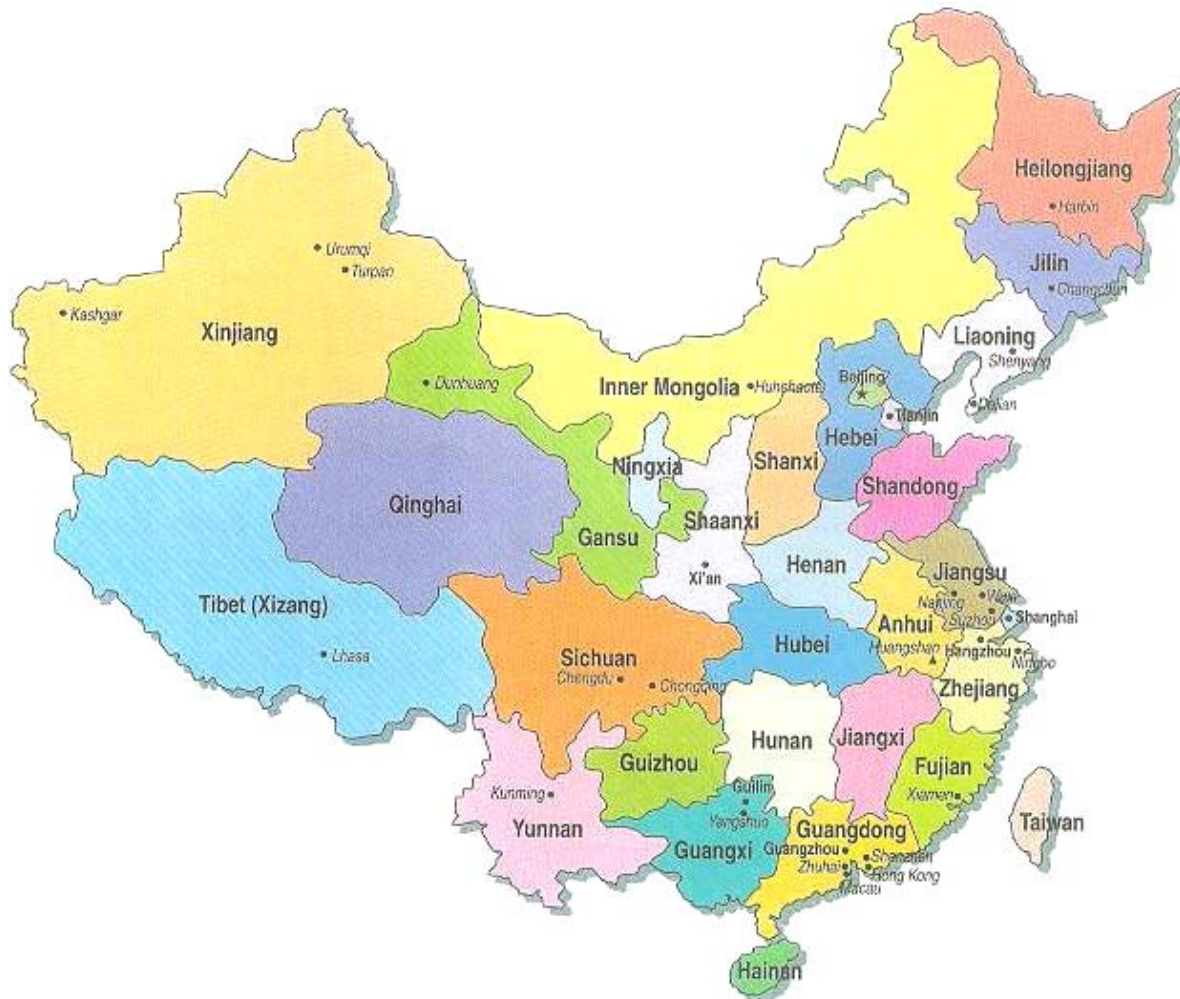 Heilongjiang
Harbin
Urumqi
Turpan
Jilin
Changchun
Kashgar
Xinjiang
Liaoning
Shenyang
Dunhuang
Inner Mongolia
Beijing
Dalian
Tianjin
Hebei
Ningxia
Shanxi
Shandong
Qinghai
Shaanxi
Gansu
Henan
Xi'an
Jiangsu
Nanjing
Wuxi
Tibet (Xizang)
Suzhou
Shanghai
Anhui
Hubei
Huangshan
Hangzhou
Lhasa
Sichuan
Ningbo
Chengdu
Chongqing
Zhejiang
Hunan
Jiangxi
Guizhou
Fujian
Guilin
Kunming
Xiamen
Yangshuo
Yunnan
Guangdong
Taiwan
Guangxi
Guangzhou
Shenzhen
Zhuhai
Hong Kong
Macau
Hainan